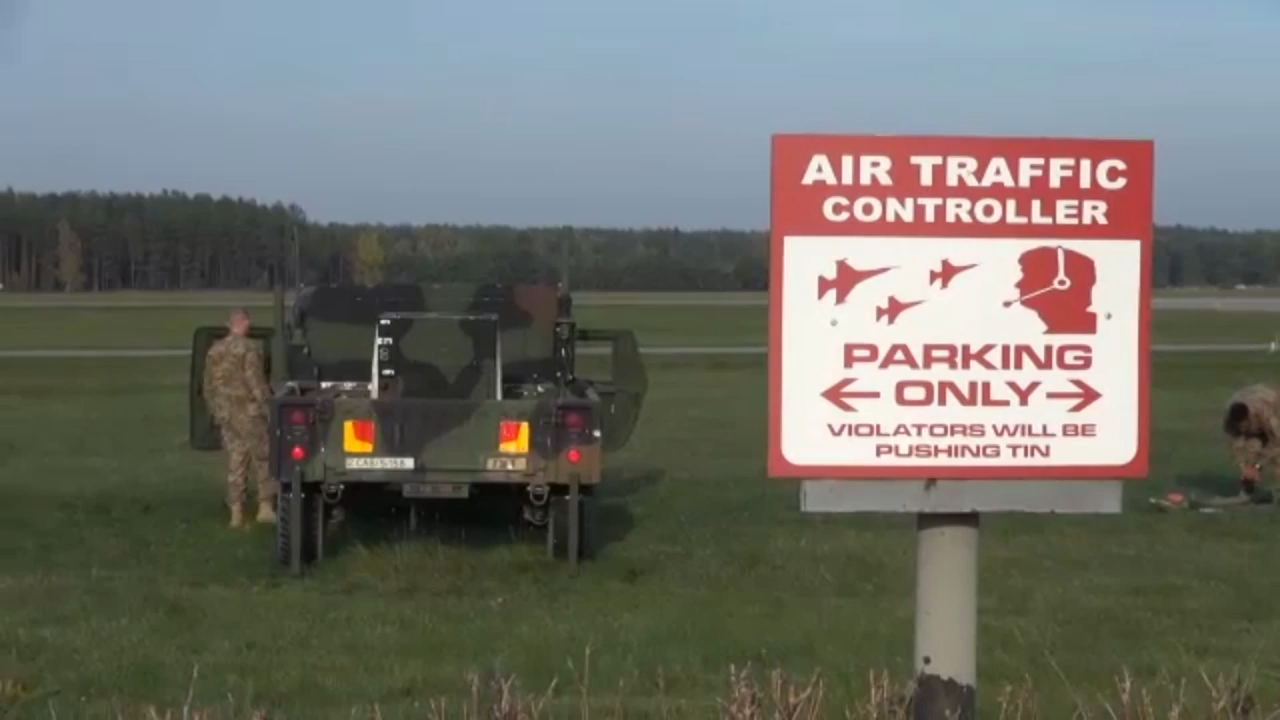 AIR TRAFFIC
CONTROLLER
PARKING
ONLY
VIOLATORS WILL BE
PUSHING TIN